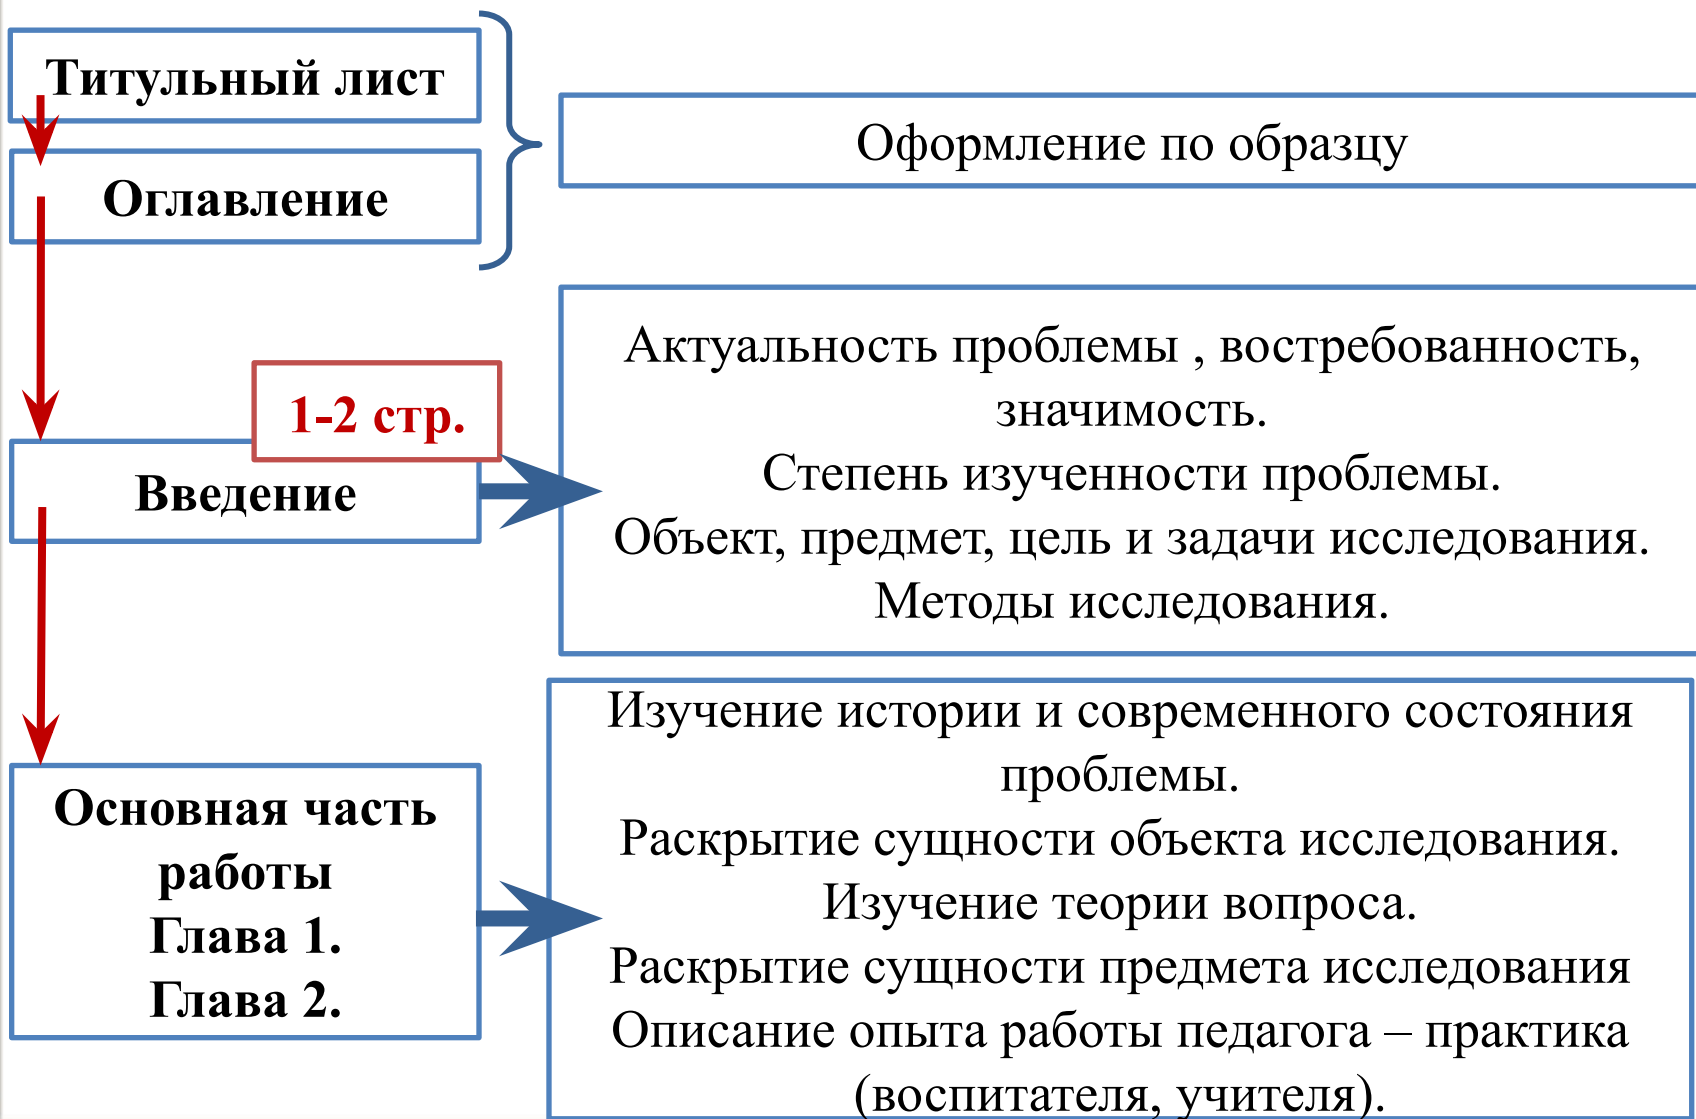 Титульный лист
Оглавление
Оформление по образцу
1-2 стр.
Введение
Актуальность проблемы , востребованность,
значимость.
Степень изученности проблемы.
Объект, предмет, цель и задачи исследования.
Методы исследования.
Основная часть
работы
Глава 1.
Глава 2.
Изучение истории и современного состояния
проблемы.
Раскрытие сущности объекта исследования.
Изучение теории вопроса.
Раскрытие сущности предмета исследования
Описание опыта работы педагога – практика
(воспитателя, учителя).